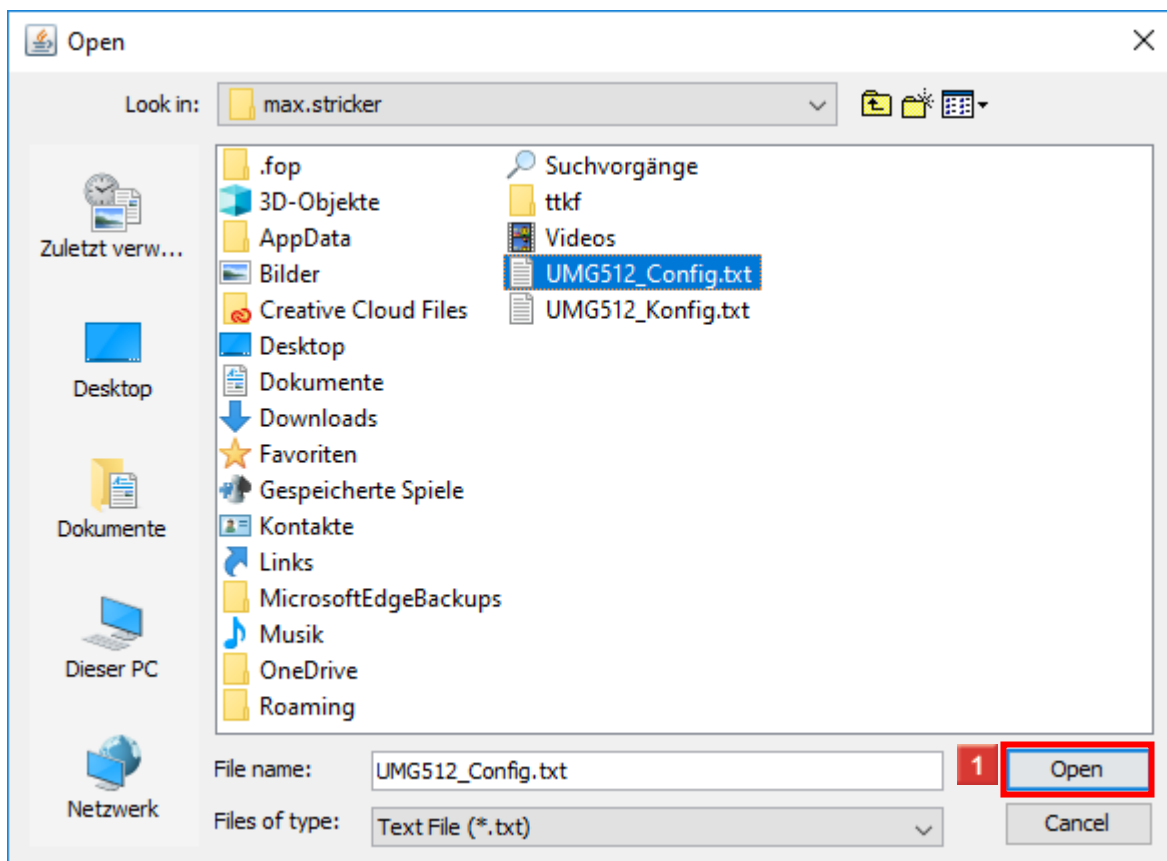 Open
Look in:
max.stricker
Zuletzt verw...
Desktop
Dokumente
Dieser PC
Netzwerk
.fop
3D-Objekte
AppData
Bilder
Creative Cloud Files
Desktop
Dokumente
Downloads
Favoriten
Gespeicherte Spiele
Kontakte
Links
MicrosoftEdgeBackups
Musik
OneDrive
Roaming
Suchvorgänge
ttkf
Videos
UMG512_Config.txt
UMG512_Konfig.txt
File name:
UMG512_Config.txt
1
Open
Files of type:
Text File (*.txt)
Cancel